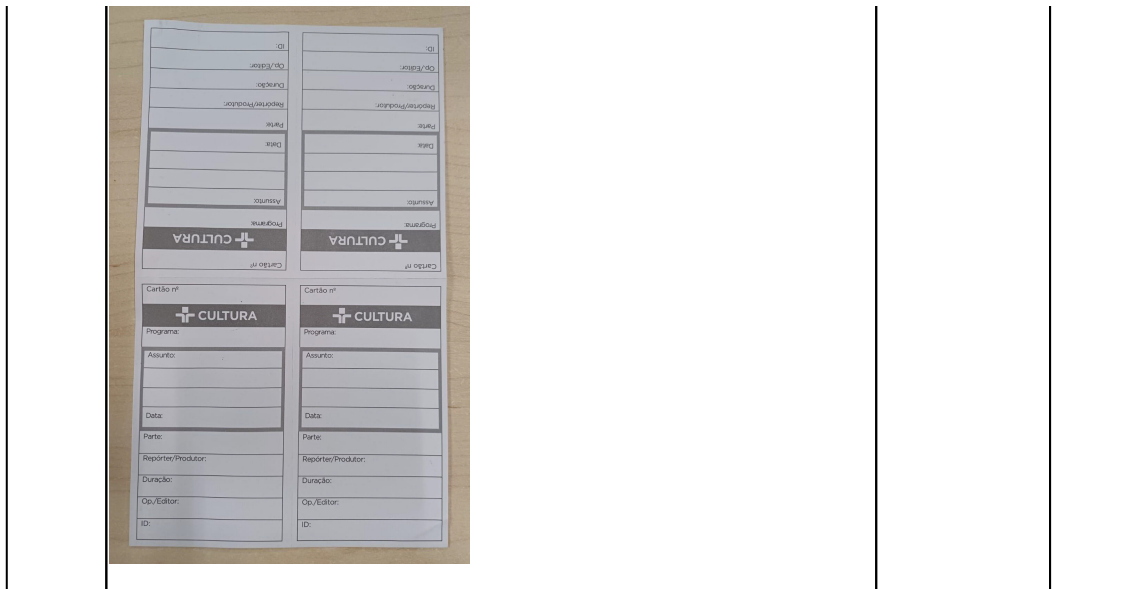 ID:
ID:
Op./Editor:
Op./Editor:
Duração:
Duração:
Repórter/Produtor:
Repórter/Produtor:
Parte:
Parte:
Data:
Data:
Assunto:
Assunto:
Programa:
Programa:
CULTURA
CULTURA
Cartão nº
Cartão nº
Cartão nº
Cartão nº
CULTURA
CULTURA
Programa:
Programa:
Assunto:
Assunto:
Data:
Data:
Parte:
Parte:
Repórter/Produtor:
Repórter/Produtor:
Duração:
Duração:
Op./Editor:
Op./Editor:
ID:
ID: